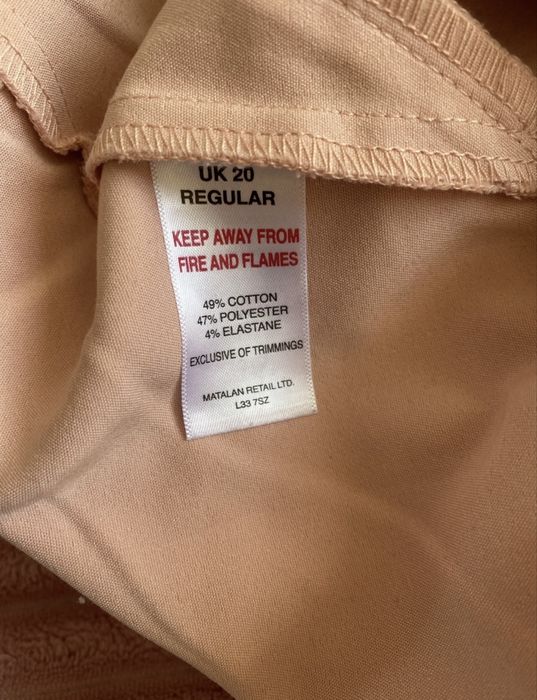 UK 20
REGULAR
KEEP AWAY FROM
FIRE AND FLAMES
49% COTTON
47% POLYESTER
4% ELASTANE
EXCLUSIVE OF TRIMMINGS
MATALAN RETAIL LTD.
L33 7SZ